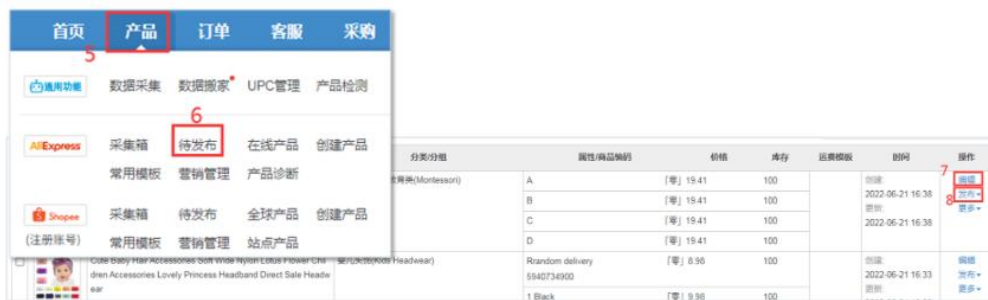 首页 产品 订单 客服 采购
5
通用功能 数据采集 数据搬家 UPC管理 产品检测
6
AliExpress 采集箱 待发布 在线产品 创建产品
常用模板 营销管理 产品诊断
Shopee 采集箱 待发布 全球产品 创建产品
(注册账号) 常用模板 营销管理 站点产品
分类/分组 属性/商品编码 价格 库存 运费模板 时间 操作
(Montessori) A 「零」19.41 100 创建: 7 编辑
B 「零」19.41 100 2022-06-21 16:38 8 发布
C 「零」19.41 100 更新: 更多
D 「零」19.41 100 2022-06-21 16:38
Cute Baby Hair Accessories Soft Wide Nylon Lotus Flower Chil (Kids Headwear) Rrandom delivery 「零」8.98 100 创建: 编辑
dren Accessories Lovely Princess Headband Direct Sale Headw 5940734900 2022-06-21 16:33 发布
ear 更新: 更多
1 Black 「零」9.98 100